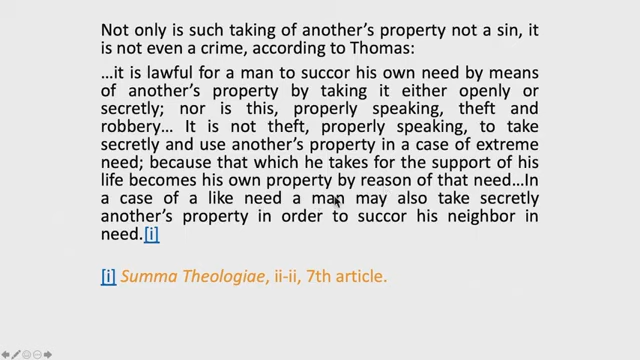 Not only is such taking of another’s property not a sin, it
is not even a crime, according to Thomas:
…it is lawful for a man to succor his own need by means
of another’s property by taking it either openly or
secretly; nor is this, properly speaking, theft and
robbery… It is not theft, properly speaking, to take
secretly and use another’s property in a case of extreme
need; because that which he takes for the support of his
life becomes his own property by reason of that need…In
a case of a like need a man may also take secretly
another’s property in order to succor his neighbor in
need.[i]
[i] Summa Theologiae, ii-ii, 7th article.